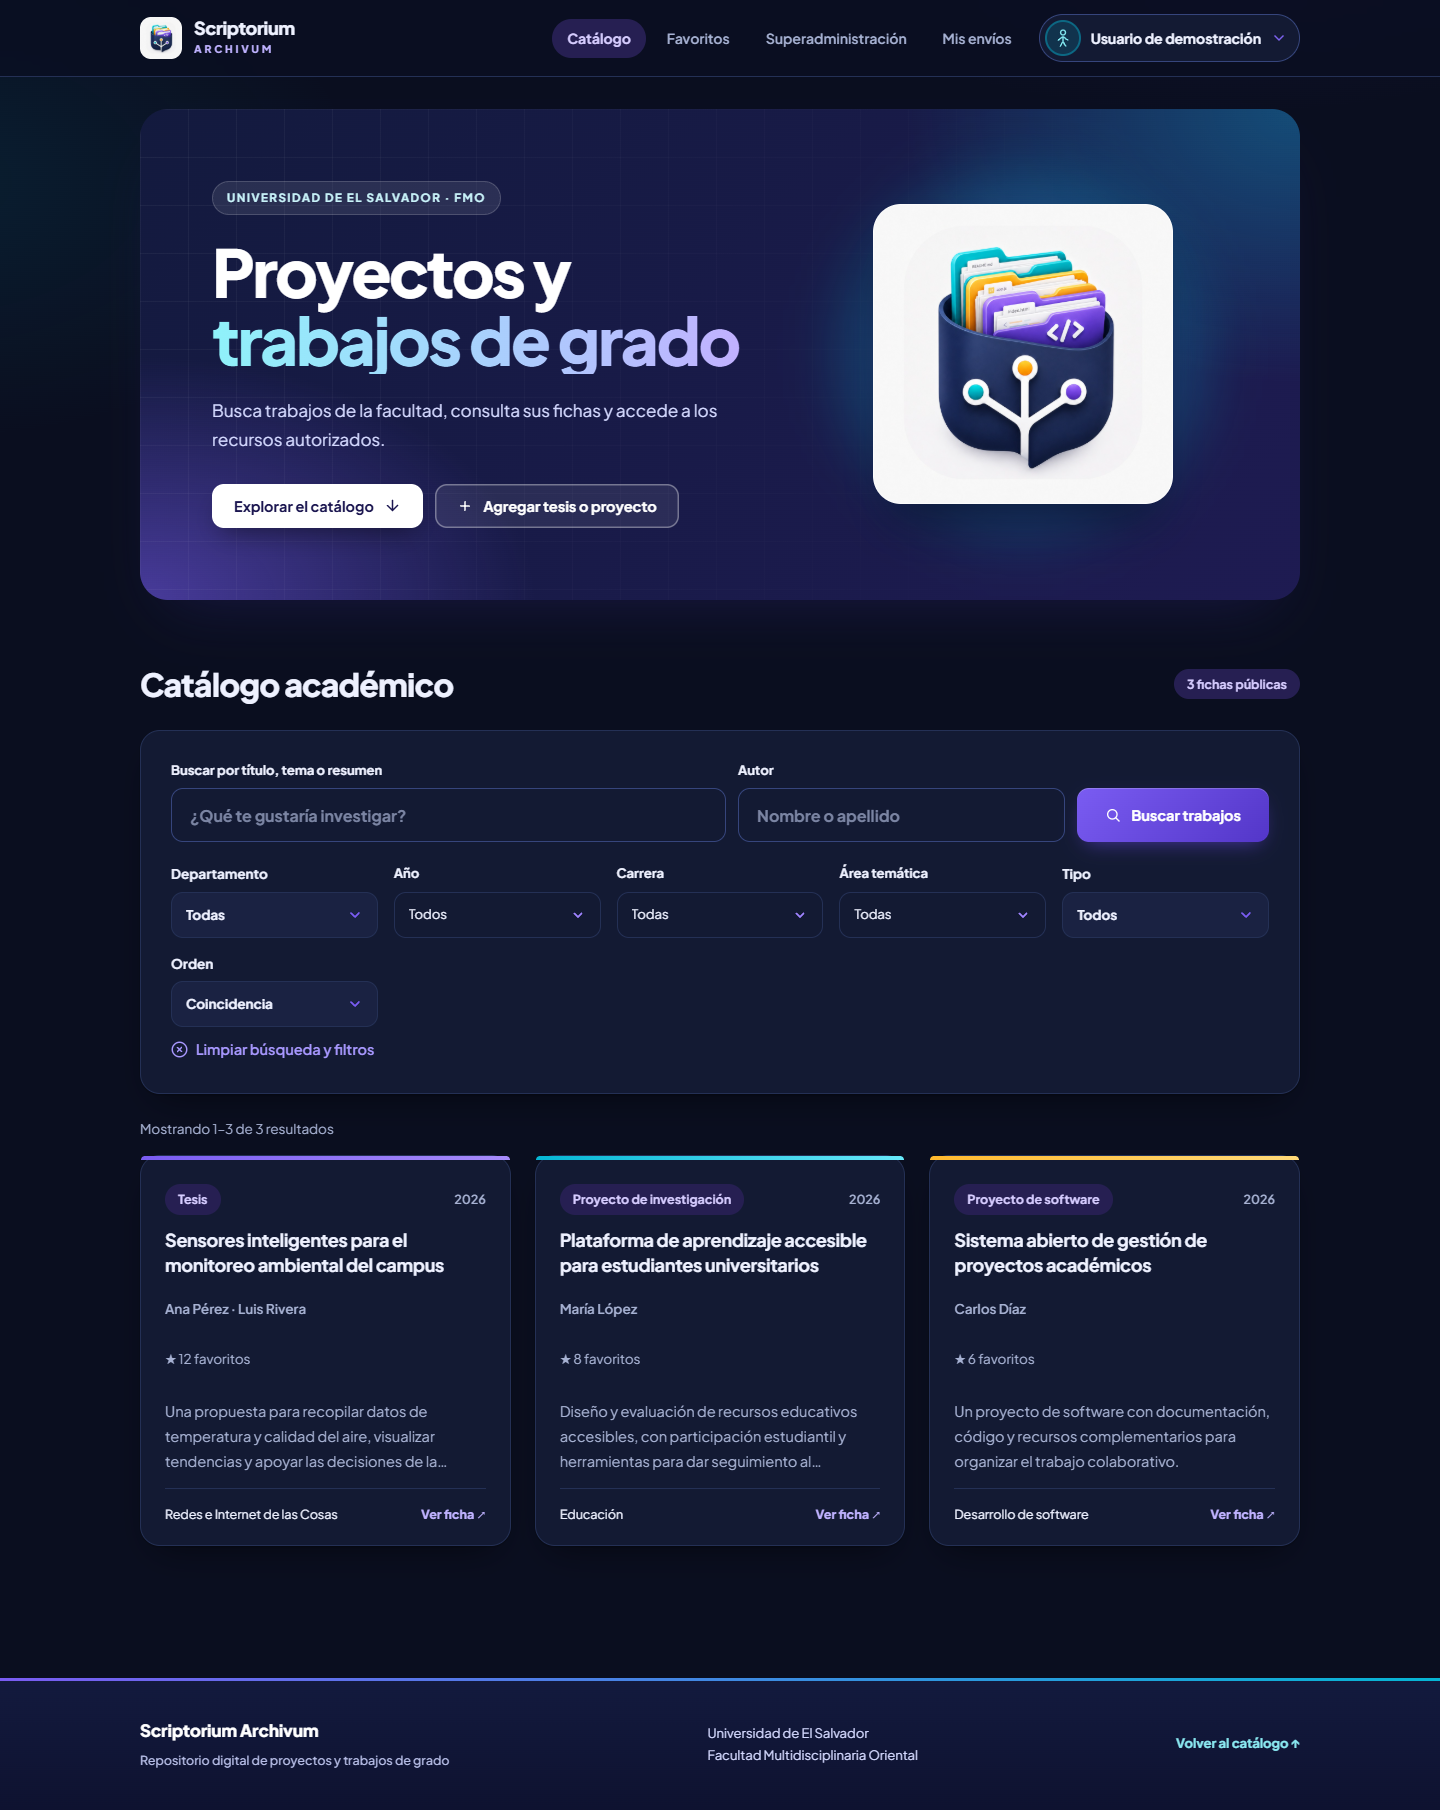 Scriptorium
ARCHIVUM
Catálogo
Favoritos
Superadministración
Mis envíos
Usuario de demostración
UNIVERSIDAD DE EL SALVADOR · FMO
Proyectos y
trabajos de grado
Busca trabajos de la facultad, consulta sus fichas y accede a los
recursos autorizados.
Explorar el catálogo ↓
+ Agregar tesis o proyecto
</>
Catálogo académico
3 fichas públicas
Buscar por título, tema o resumen
¿Qué te gustaría investigar?
Autor
Nombre o apellido
Buscar trabajos
Departamento
Todas
Año
Todos
Carrera
Todas
Área temática
Todas
Tipo
Todos
Orden
Coincidencia
Limpiar búsqueda y filtros
Mostrando 1–3 de 3 resultados
Tesis
2026
Sensores inteligentes para el
monitoreo ambiental del campus
Ana Pérez · Luis Rivera
★ 12 favoritos
Una propuesta para recopilar datos de
temperatura y calidad del aire, visualizar
tendencias y apoyar las decisiones de la…
Redes e Internet de las Cosas
Ver ficha ↗
Proyecto de investigación
2026
Plataforma de aprendizaje accesible
para estudiantes universitarios
María López
★ 8 favoritos
Diseño y evaluación de recursos educativos
accesibles, con participación estudiantil y
herramientas para dar seguimiento al…
Educación
Ver ficha ↗
Proyecto de software
2026
Sistema abierto de gestión de
proyectos académicos
Carlos Díaz
★ 6 favoritos
Un proyecto de software con documentación,
código y recursos complementarios para
organizar el trabajo colaborativo.
Desarrollo de software
Ver ficha ↗
Scriptorium Archivum
Repositorio digital de proyectos y trabajos de grado
Universidad de El Salvador
Facultad Multidisciplinaria Oriental
Volver al catálogo ↑